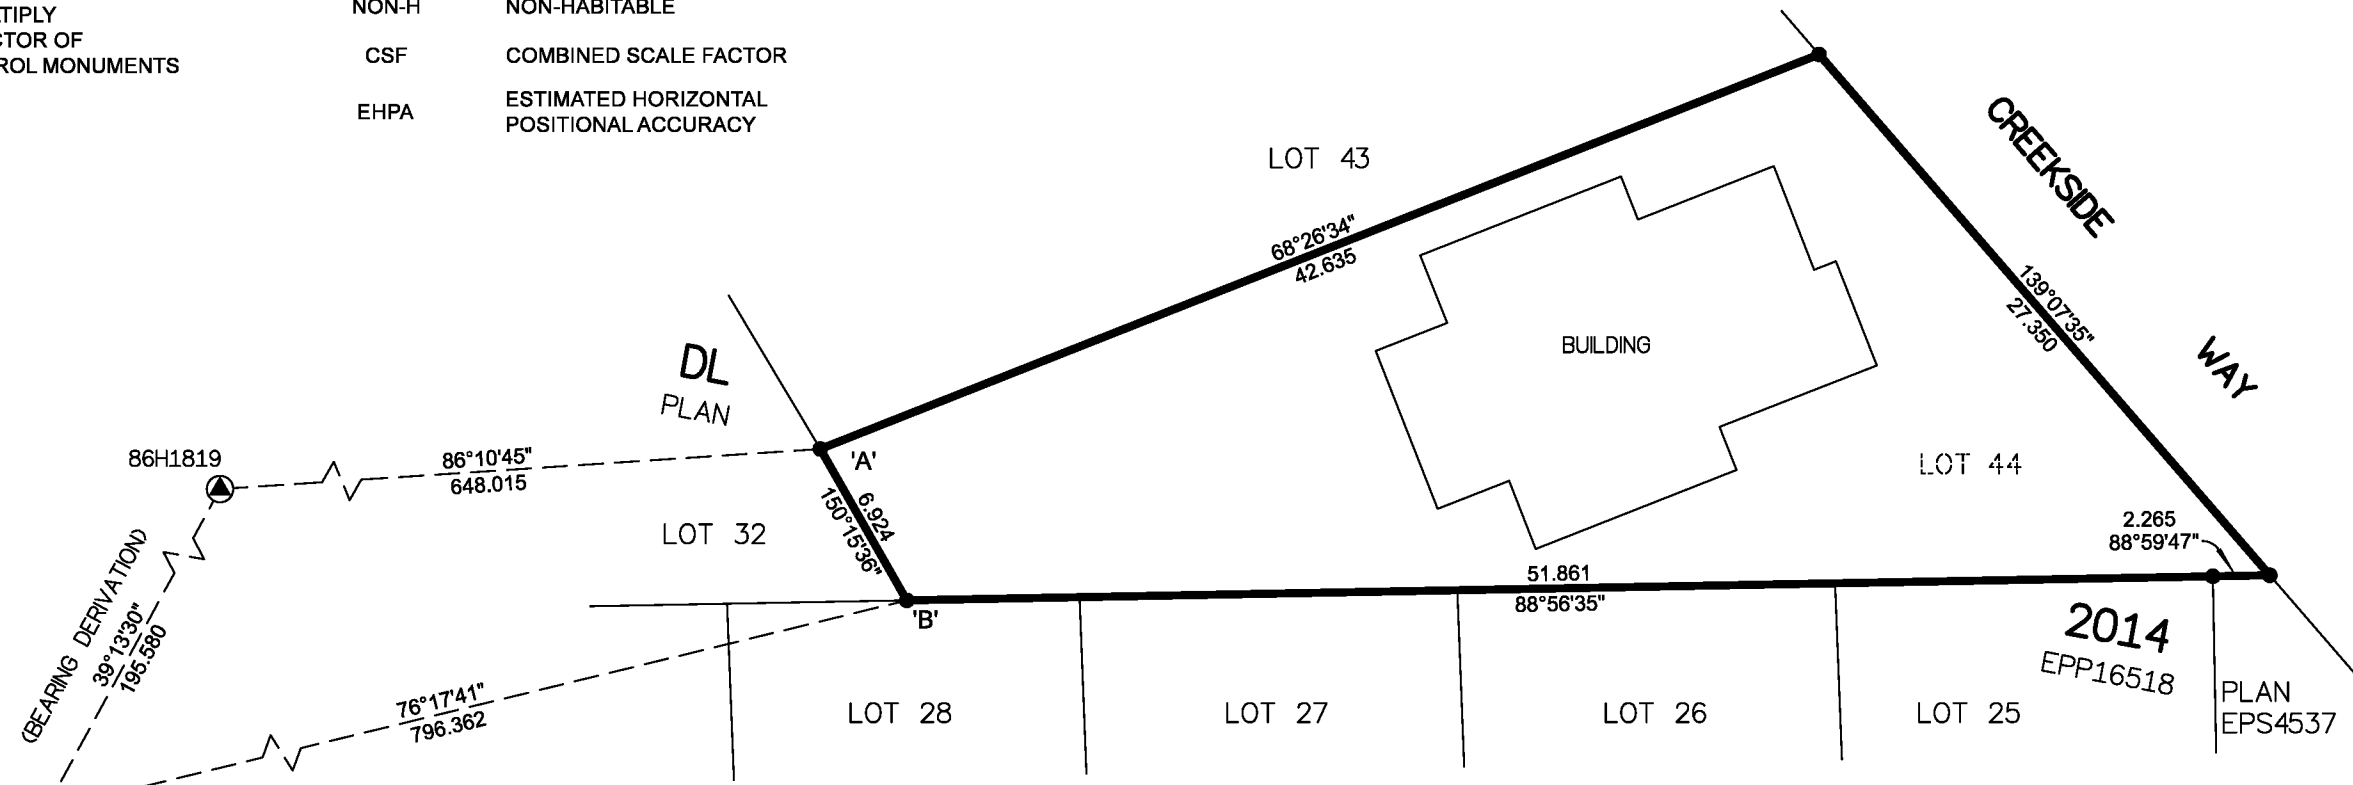 TIPLY
CTOR OF
ROL MONUMENTS
NON-H NON-HABITABLE
CSF COMBINED SCALE FACTOR
EHPA ESTIMATED HORIZONTAL
POSITIONAL ACCURACY
LOT 43
CREEKSIDE
WAY
68°26'34"
42.635
139°07'35"
27.350
BUILDING
DL
PLAN
86H1819
86°10'45"
648.015
'A'
6.924
150°15'36"
LOT 32
LOT 44
2.265
88°59'47"
51.861
88°56'35"
'B'
(BEARING DERIVATION)
39°13'30"
195.580
76°17'41"
796.362
2014
EPP16518
LOT 28
LOT 27
LOT 26
LOT 25
PLAN
EPS4537